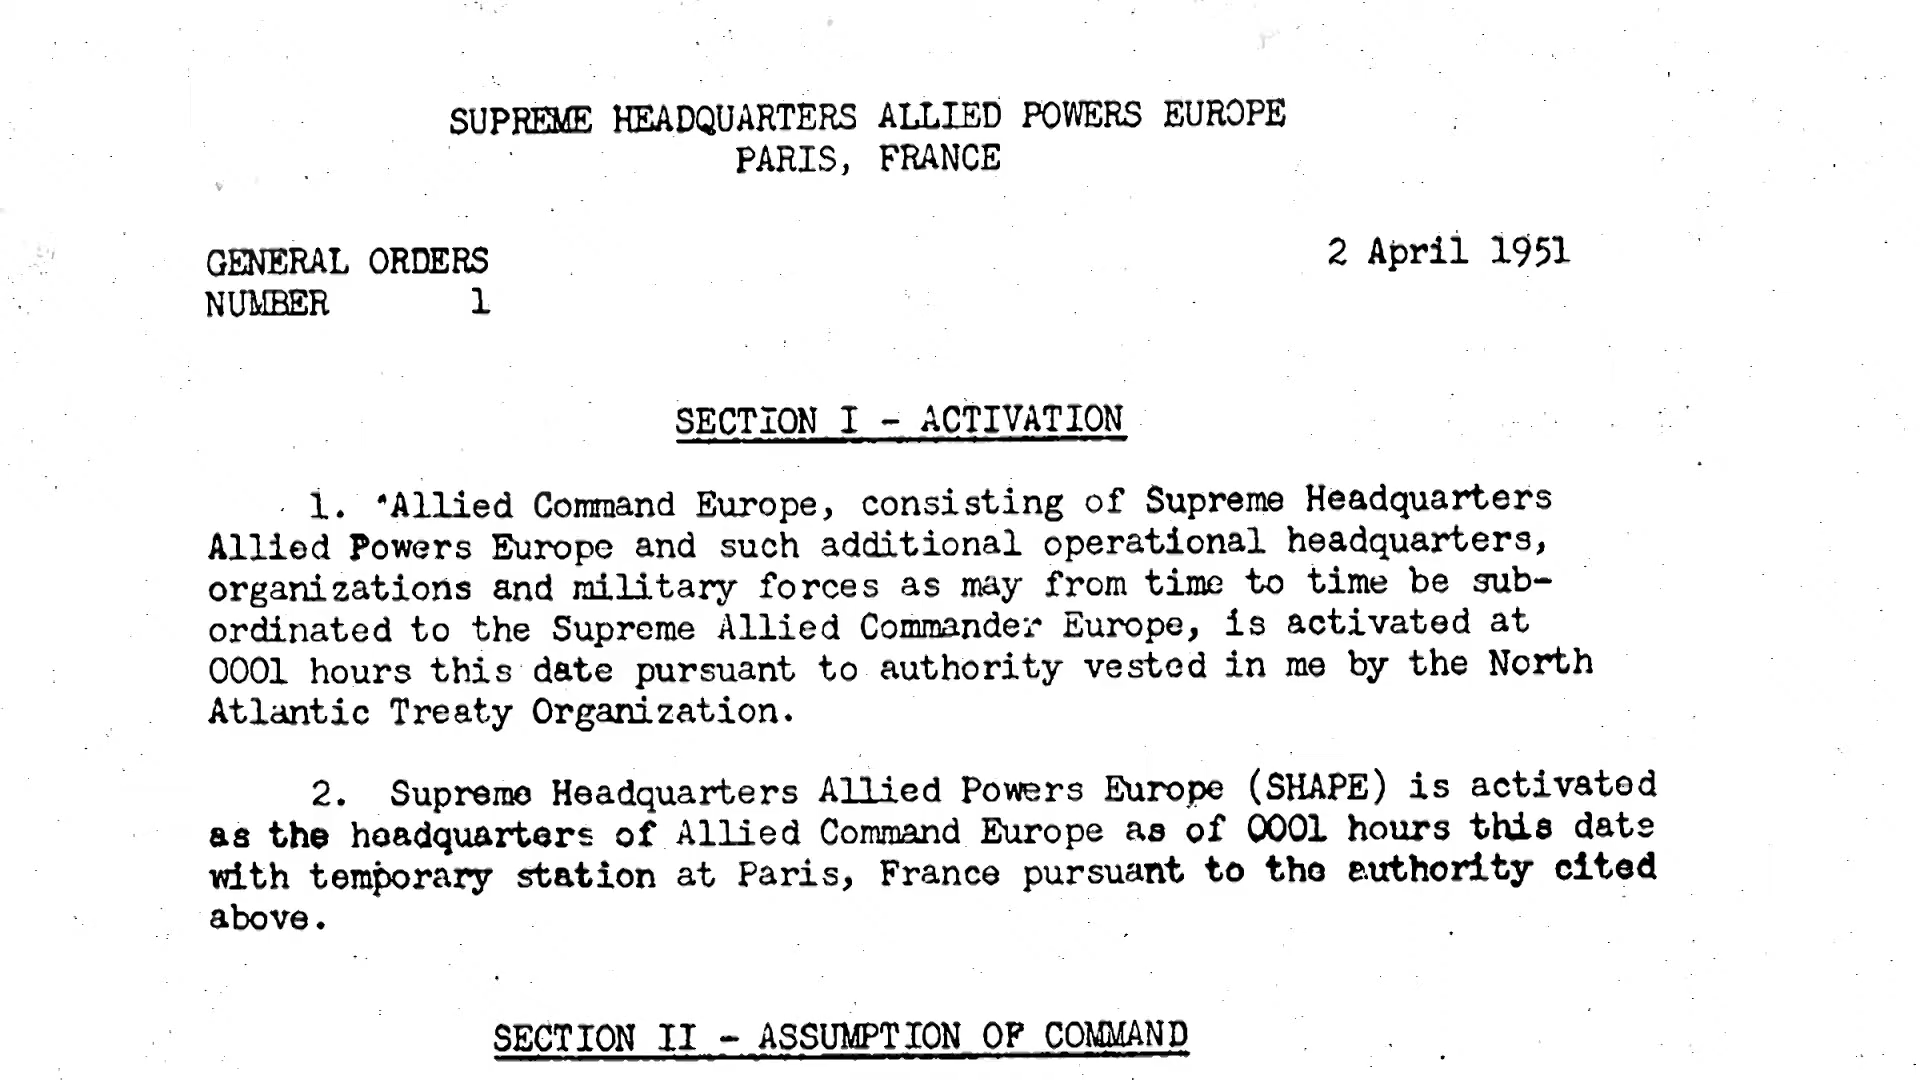 SUPREME HEADQUARTERS ALLIED POWERS EUROPE
PARIS, FRANCE
GENERAL ORDERS
2 April 1951
NUMBER 1
SECTION I - ACTIVATION
1. Allied Command Europe, consisting of Supreme Headquarters
Allied Powers Europe and such additional operational headquarters,
organizations and military forces as may from time to time be sub-
ordinated to the Supreme Allied Commander Europe, is activated at
0001 hours this date pursuant to authority vested in me by the North
Atlantic Treaty Organization.
2. Supreme Headquarters Allied Powers Europe (SHAPE) is activated
as the headquarters of Allied Command Europe as of 0001 hours this date
with temporary station at Paris, France pursuant to the authority cited
above.
SECTION II - ASSUMPTION OF COMMAND